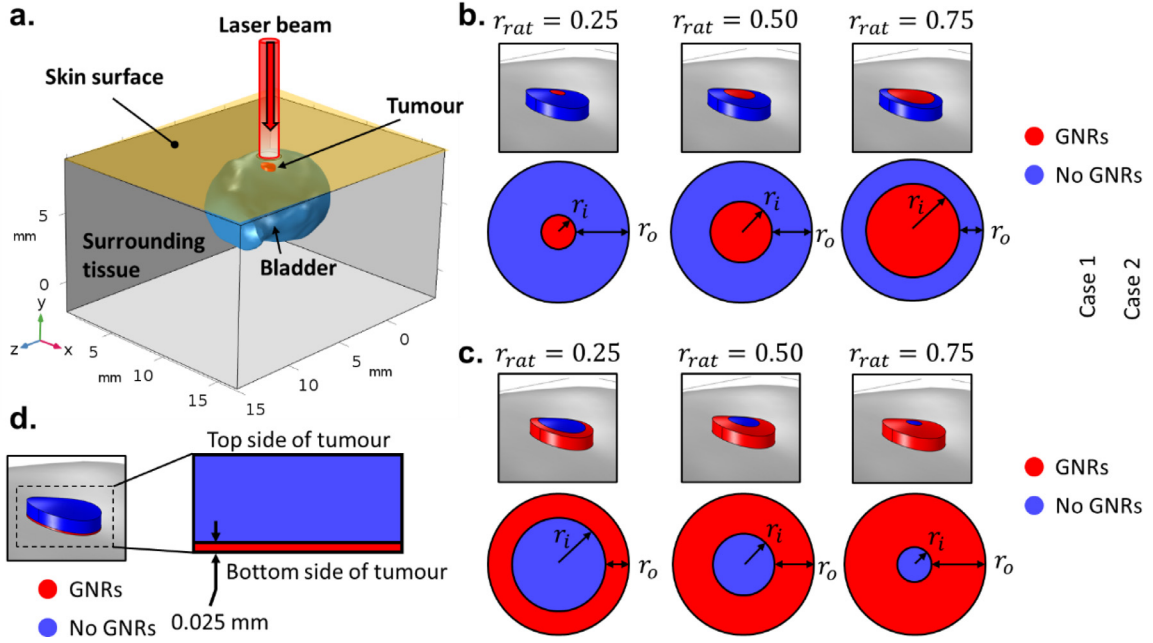 a.
Laser beam
Skin surface
Tumour
5
mm
0
Surrounding
tissue
Bladder
y
z
x
5
mm
10
15
0
5
mm
10
15
b.
r_rat = 0.25
r_rat = 0.50
r_rat = 0.75
r_i
r_o
r_i
r_o
r_i
r_o
GNRs
No GNRs
Case 1
Case 2
c.
r_rat = 0.25
r_rat = 0.50
r_rat = 0.75
r_i
r_o
r_i
r_o
r_i
r_o
GNRs
No GNRs
d.
Top side of tumour
Bottom side of tumour
0.025 mm
GNRs
No GNRs